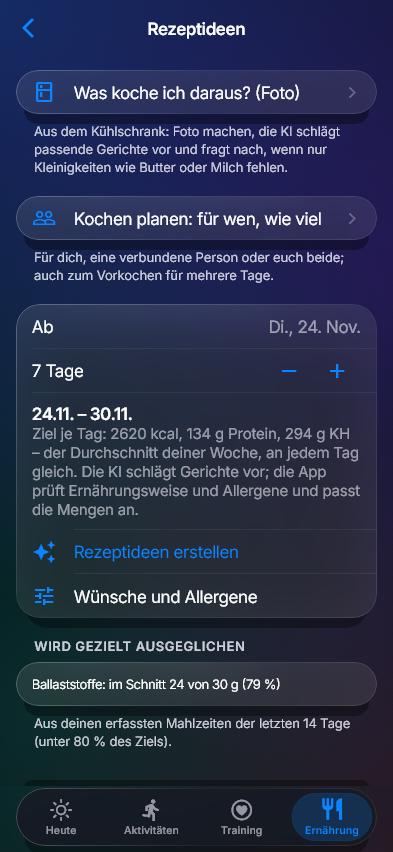 Rezeptideen
Was koche ich daraus? (Foto)
Aus dem Kühlschrank: Foto machen, die KI schlägt
passende Gerichte vor und fragt nach, wenn nur
Kleinigkeiten wie Butter oder Milch fehlen.
Kochen planen: für wen, wie viel
Für dich, eine verbundene Person oder euch beide;
auch zum Vorkochen für mehrere Tage.
Ab Di., 24. Nov.
7 Tage − +
24.11. – 30.11.
Ziel je Tag: 2620 kcal, 134 g Protein, 294 g KH
– der Durchschnitt deiner Woche, an jedem Tag
gleich. Die KI schlägt Gerichte vor; die App
prüft Ernährungsweise und Allergene und passt
die Mengen an.
Rezeptideen erstellen
Wünsche und Allergene
WIRD GEZIELT AUSGEGLICHEN
Ballaststoffe: im Schnitt 24 von 30 g (79 %)
Aus deinen erfassten Mahlzeiten der letzten 14 Tage
(unter 80 % des Ziels).
Heute Aktivitäten Training Ernährung